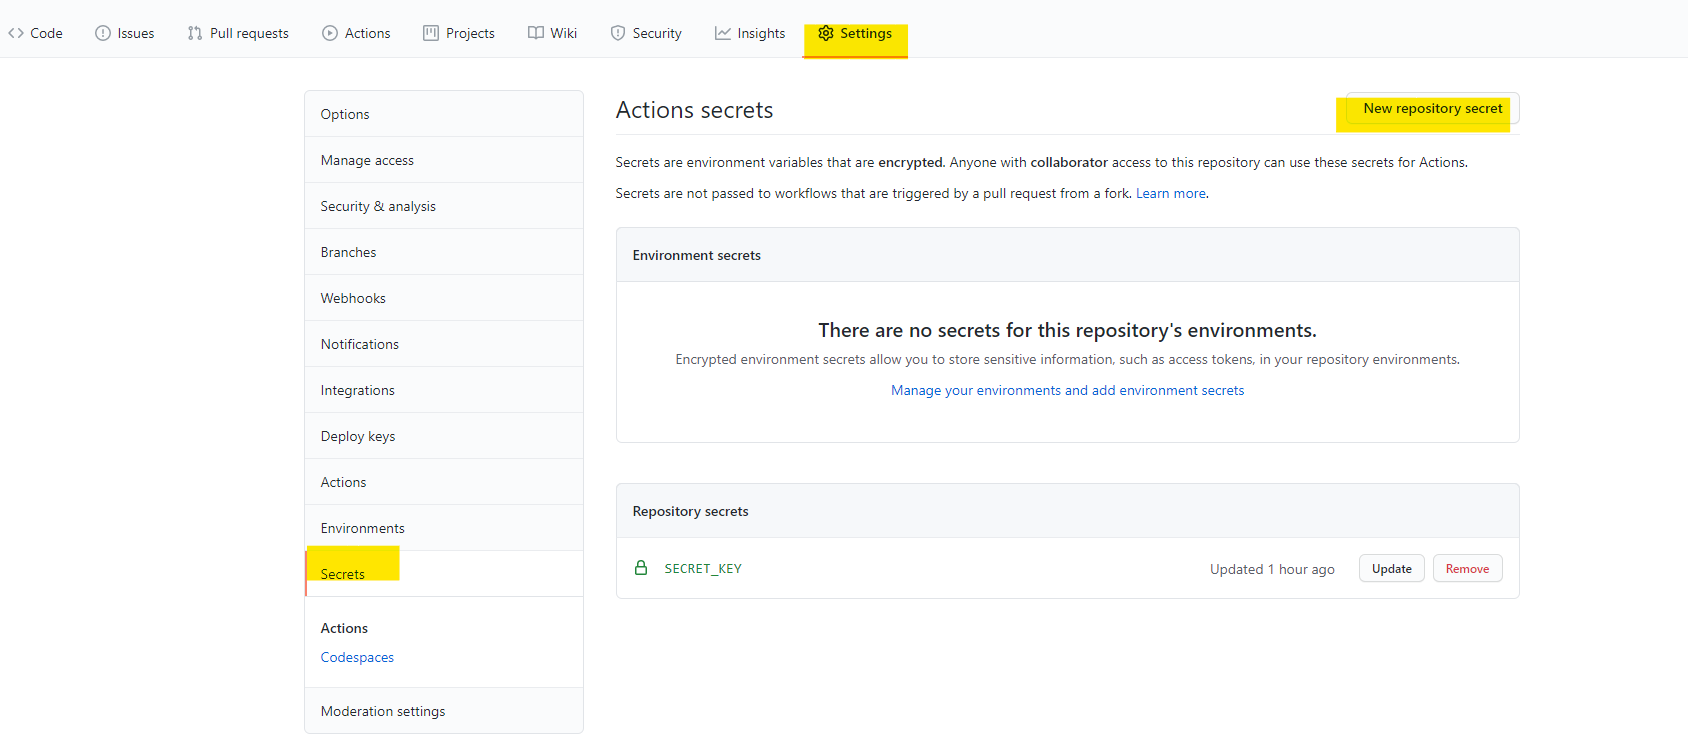 Code Issues Pull requests Actions Projects Wiki Security Insights Settings
Options
Manage access
Security & analysis
Branches
Webhooks
Notifications
Integrations
Deploy keys
Actions
Environments
Secrets
Actions
Codespaces
Moderation settings
Actions secrets
New repository secret
Secrets are environment variables that are encrypted. Anyone with collaborator access to this repository can use these secrets for Actions.
Secrets are not passed to workflows that are triggered by a pull request from a fork. Learn more.
Environment secrets
There are no secrets for this repository's environments.
Encrypted environment secrets allow you to store sensitive information, such as access tokens, in your repository environments.
Manage your environments and add environment secrets
Repository secrets
SECRET_KEY Updated 1 hour ago Update Remove